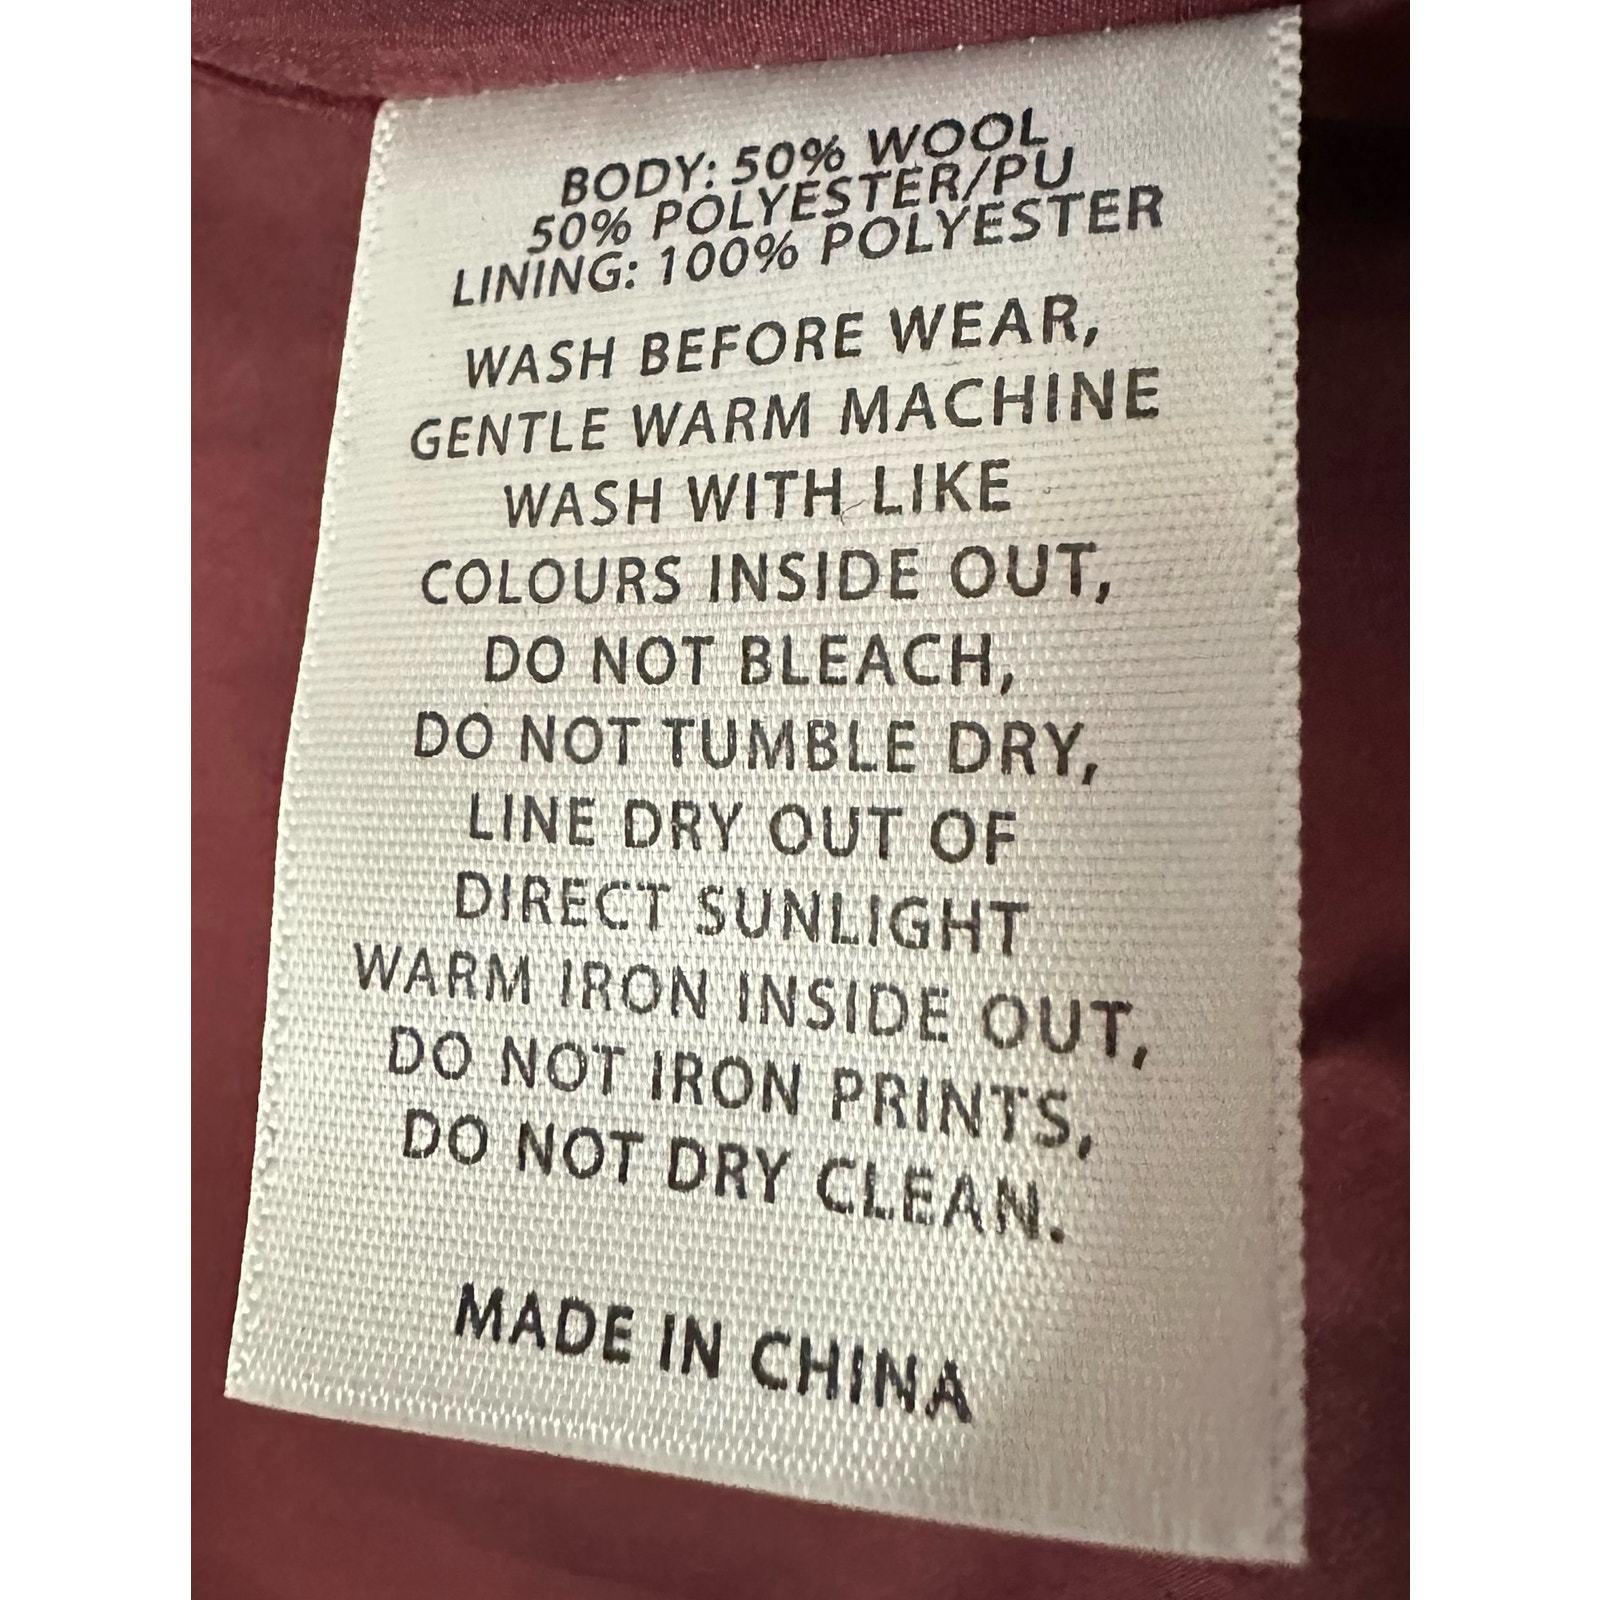 BODY: 50% WOOL
50% POLYESTER/PU
LINING: 100% POLYESTER
WASH BEFORE WEAR,
GENTLE WARM MACHINE
WASH WITH LIKE
COLOURS INSIDE OUT,
DO NOT BLEACH,
DO NOT TUMBLE DRY,
LINE DRY OUT OF
DIRECT SUNLIGHT
WARM IRON INSIDE OUT,
DO NOT IRON PRINTS,
DO NOT DRY CLEAN.
MADE IN CHINA